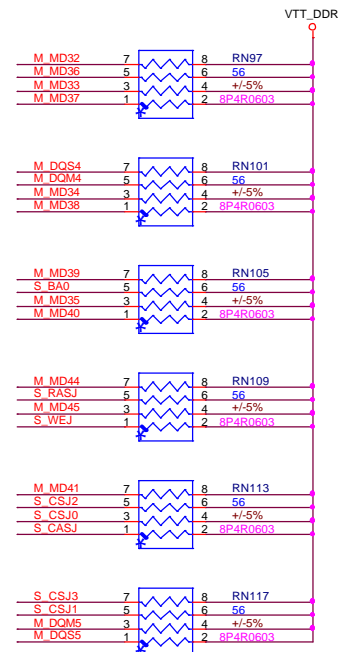 VTT_DDR
M_MD32 7 8 RN97
M_MD36 5 6 56
M_MD33 3 4 +/-5%
M_MD37 1 2 8P4R0603
M_DQS4 7 8 RN101
M_DQM4 5 6 56
M_MD34 3 4 +/-5%
M_MD38 1 2 8P4R0603
M_MD39 7 8 RN105
S_BA0 5 6 56
M_MD35 3 4 +/-5%
M_MD40 1 2 8P4R0603
M_MD44 7 8 RN109
S_RASJ 5 6 56
M_MD45 3 4 +/-5%
S_WEJ 1 2 8P4R0603
M_MD41 7 8 RN113
S_CSJ2 5 6 56
S_CSJ0 3 4 +/-5%
S_CASJ 1 2 8P4R0603
S_CSJ3 7 8 RN117
S_CSJ1 5 6 56
M_DQM5 3 4 +/-5%
M_DQS5 1 2 8P4R0603